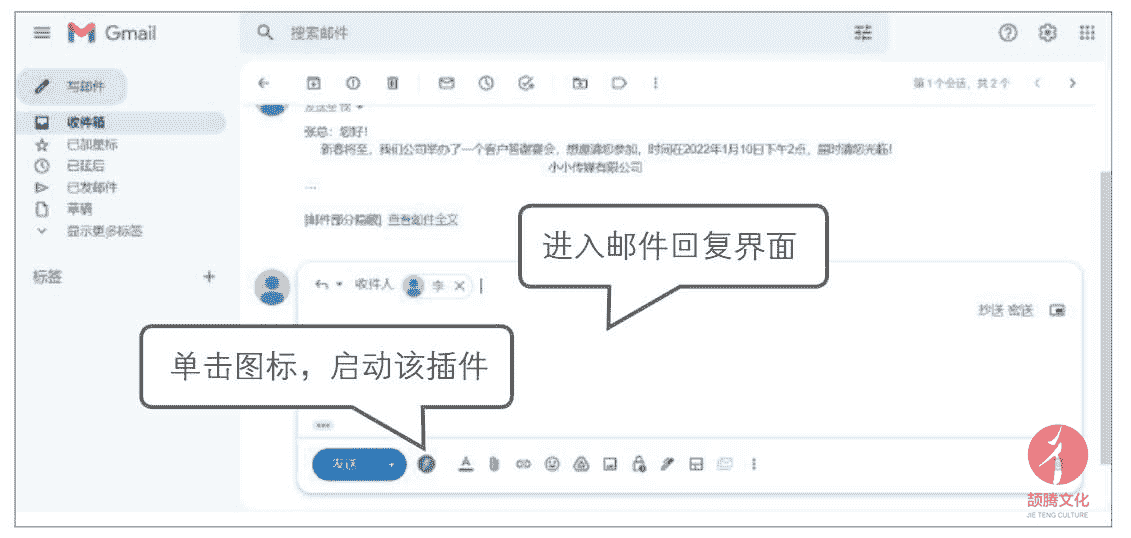 Gmail
搜索邮件
写邮件
第1个会话，共2个
收件箱
已加星标
已延后
已发邮件
草稿
显示更多标签
标签
发送至 我
张总：您好!
新春将至，我们公司举办了一个客户答谢宴会，想邀请您参加，时间在2022年1月10日下午2点，届时请您光临!
小小传媒有限公司
...
[邮件部分隐藏] 查看邮件全文
进入邮件回复界面
收件人 李
抄送 密送
单击图标，启动该插件
发送
颉腾文化
JIE TENG CULTURE